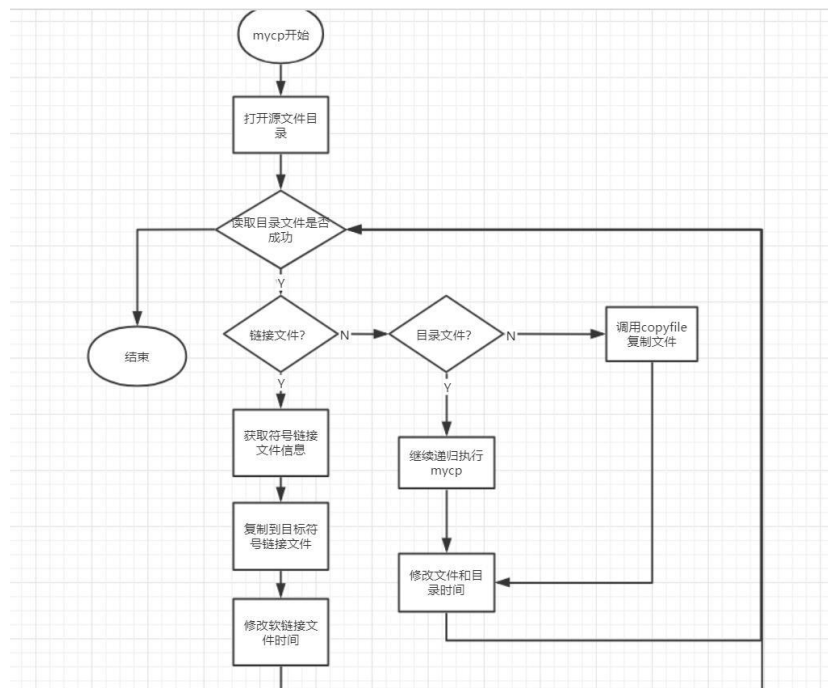 mycp开始
打开源文件目
录
读取目录文件是否
成功
Y
链接文件?
N
目录文件?
N
调用copyfile
复制文件
结束
Y
Y
获取符号链接
文件信息
继续递归执行
mycp
复制到目标符
号链接文件
修改文件和目
录时间
修改软链接文
件时间